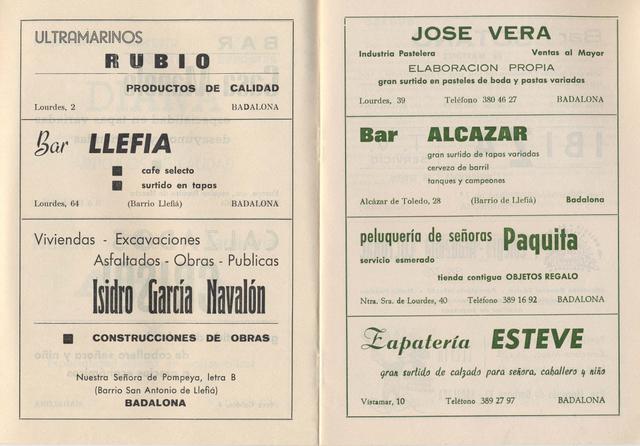 ULTRAMARINOS
RUBIO
PRODUCTOS DE CALIDAD
Lourdes, 2 BADALONA
Bar LLEFIA
cafe selecto
surtido en tapas
Lourdes, 64 (Barrio Llefiá) BADALONA
Viviendas - Excavaciones
Asfaltados - Obras - Publicas
Isidro García Navalón
CONSTRUCCIONES DE OBRAS
Nuestra Señora de Pompeya, letra B
(Barrio San Antonio de Llefiá)
BADALONA
JOSE VERA
Industria Pastelera Ventas al Mayor
ELABORACION PROPIA
gran surtido en pasteles de boda y pastas variadas
Lourdes, 39 Teléfono 380 46 27 BADALONA
Bar ALCAZAR
gran surtido de tapas variadas
cerveza de barril
tanques y campeones
Alcázar de Toledo, 28 (Barrio de Llefiá) Badalona
peluquería de señoras Paquita
servicio esmerado
tienda contigua OBJETOS REGALO
Ntra. Sra. de Lourdes, 40 Teléfono 389 16 92 BADALONA
Zapatería ESTEVE
gran surtido de calzado para señora, caballero y niño
Vistamar, 10 Teléfono 389 27 97 BADALONA